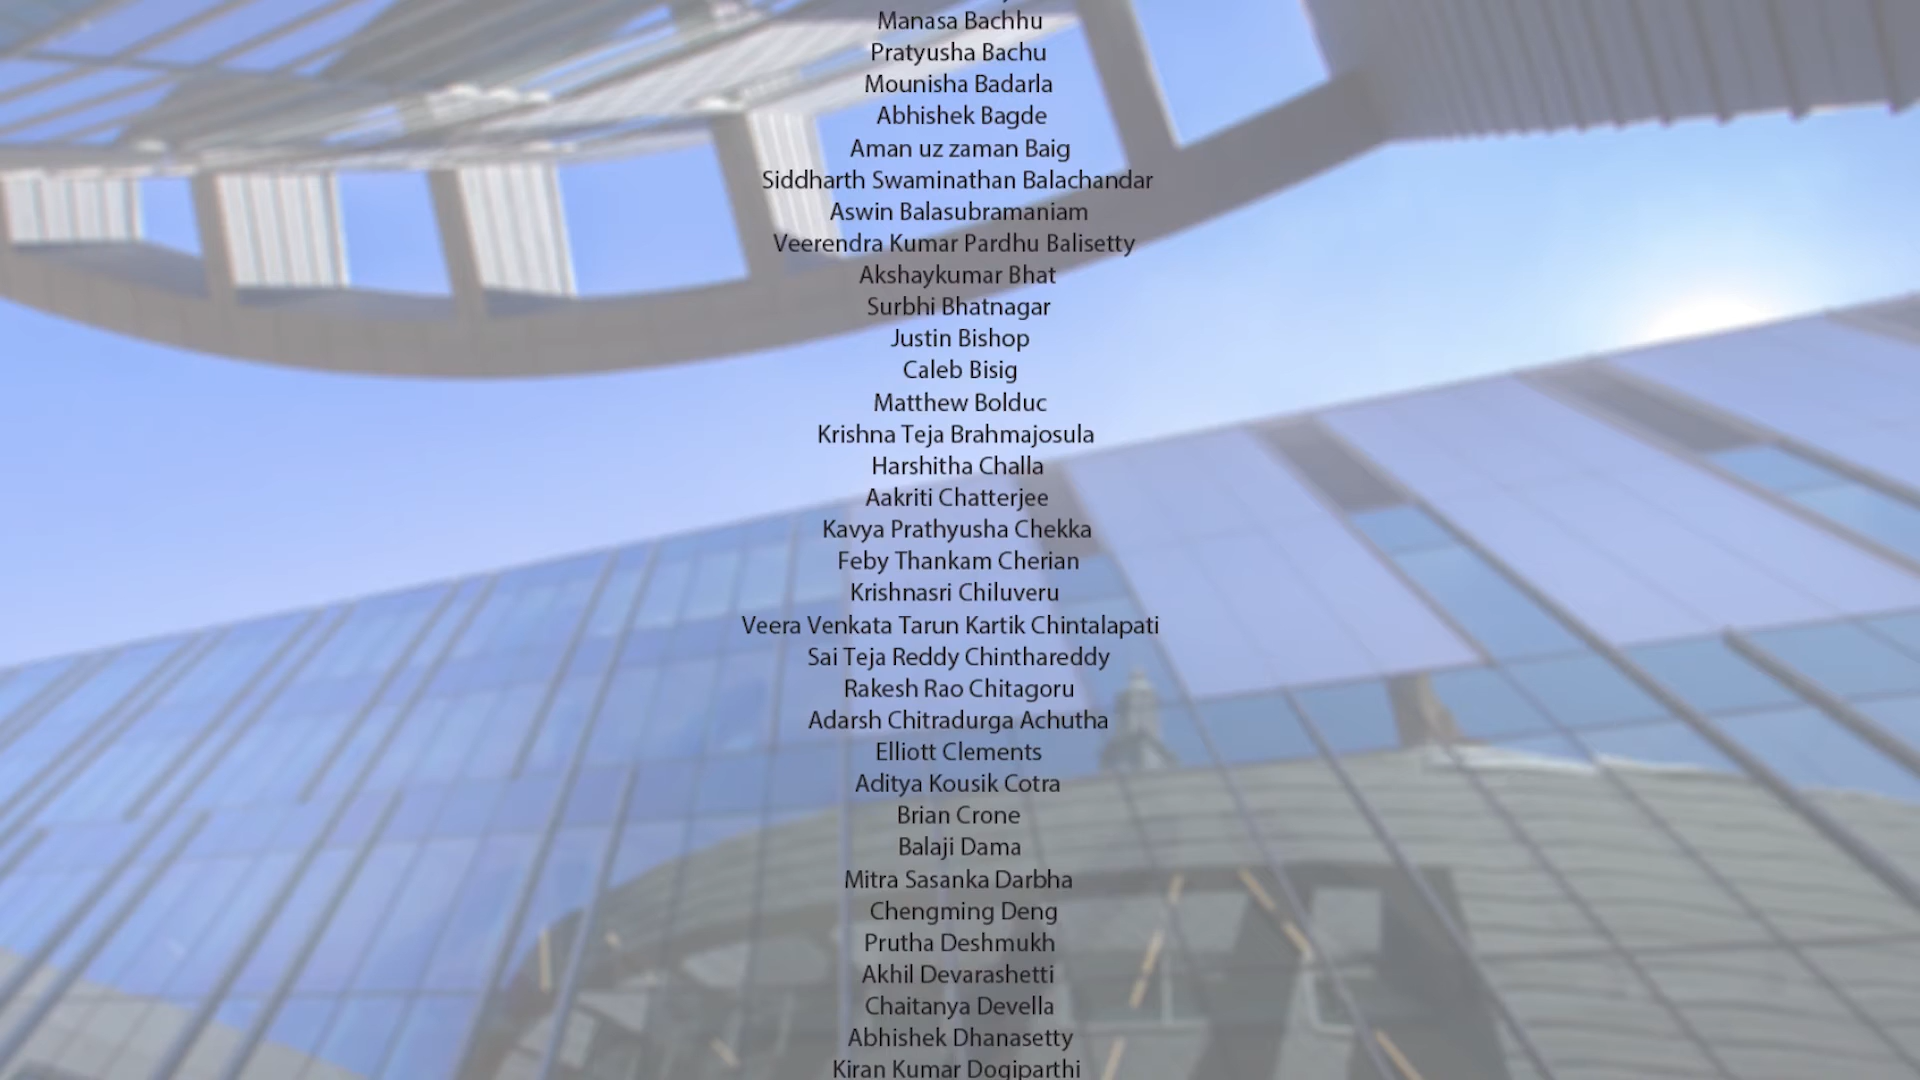 Manasa Bachhu
Pratyusha Bachu
Mounisha Badarla
Abhishek Bagde
Aman uz zaman Baig
Siddharth Swaminathan Balachandar
Aswin Balasubramaniam
Veerendra Kumar Pardhu Balisetty
Akshaykumar Bhat
Surbhi Bhatnagar
Justin Bishop
Caleb Bisig
Matthew Bolduc
Krishna Teja Brahmajosula
Harshitha Challa
Aakriti Chatterjee
Kavya Prathyusha Chekka
Feby Thankam Cherian
Krishnasri Chiluveru
Veera Venkata Tarun Kartik Chintalapati
Sai Teja Reddy Chinthareddy
Rakesh Rao Chitagoru
Adarsh Chitradurga Achutha
Elliott Clements
Aditya Kousik Cotra
Brian Crone
Balaji Dama
Mitra Sasanka Darbha
Chengming Deng
Prutha Deshmukh
Akhil Devarashetti
Chaitanya Devella
Abhishek Dhanasetty
Kiran Kumar Dogiparthi